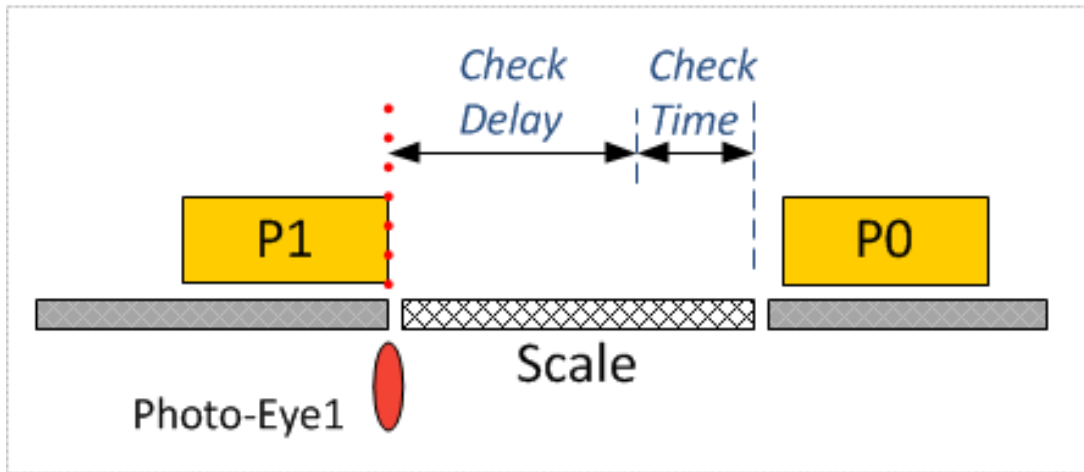 Check Check
Delay Time
P1 P0
Scale
Photo-Eye1